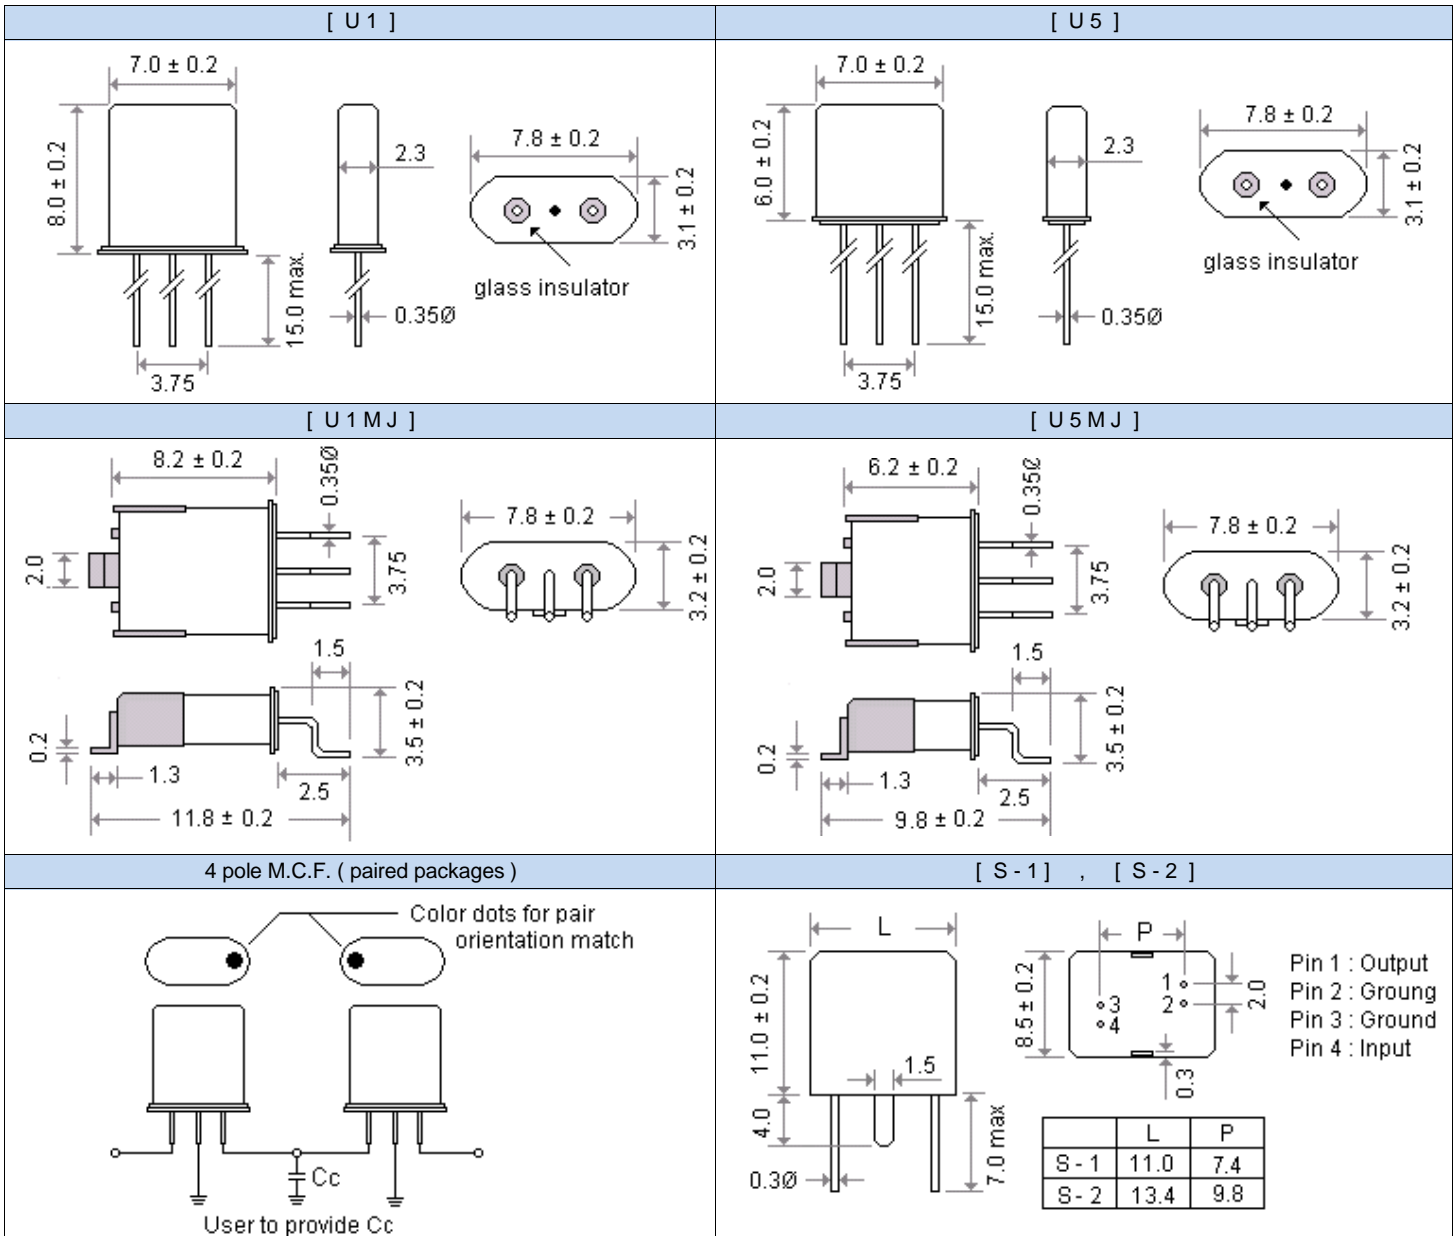 [ U 1 ]
7.0 ± 0.2
8.0 ± 0.2
2.3
7.8 ± 0.2
3.1 ± 0.2
glass insulator
15.0 max.
0.35Ø
3.75
[ U 5 ]
7.0 ± 0.2
6.0 ± 0.2
2.3
7.8 ± 0.2
3.1 ± 0.2
glass insulator
15.0 max.
0.35Ø
3.75
[ U 1 M J ]
8.2 ± 0.2
0.35Ø
2.0
3.75
7.8 ± 0.2
3.2 ± 0.2
1.5
0.2
3.5 ± 0.2
1.3
2.5
11.8 ± 0.2
[ U 5 M J ]
6.2 ± 0.2
0.35Ø
2.0
3.75
7.8 ± 0.2
3.2 ± 0.2
1.5
0.2
3.5 ± 0.2
1.3
2.5
9.8 ± 0.2
4 pole M.C.F. ( paired packages )
Color dots for pair
orientation match
Cc
User to provide Cc
[ S - 1 ] , [ S - 2 ]
L
11.0 ± 0.2
1.5
4.0
7.0 max
0.3Ø
P
8.5 ± 0.2
1
2
3
4
2.0
0.3
Pin 1 : Output
Pin 2 : Groung
Pin 3 : Ground
Pin 4 : Input
L P
S - 1 11.0 7.4
S - 2 13.4 9.8